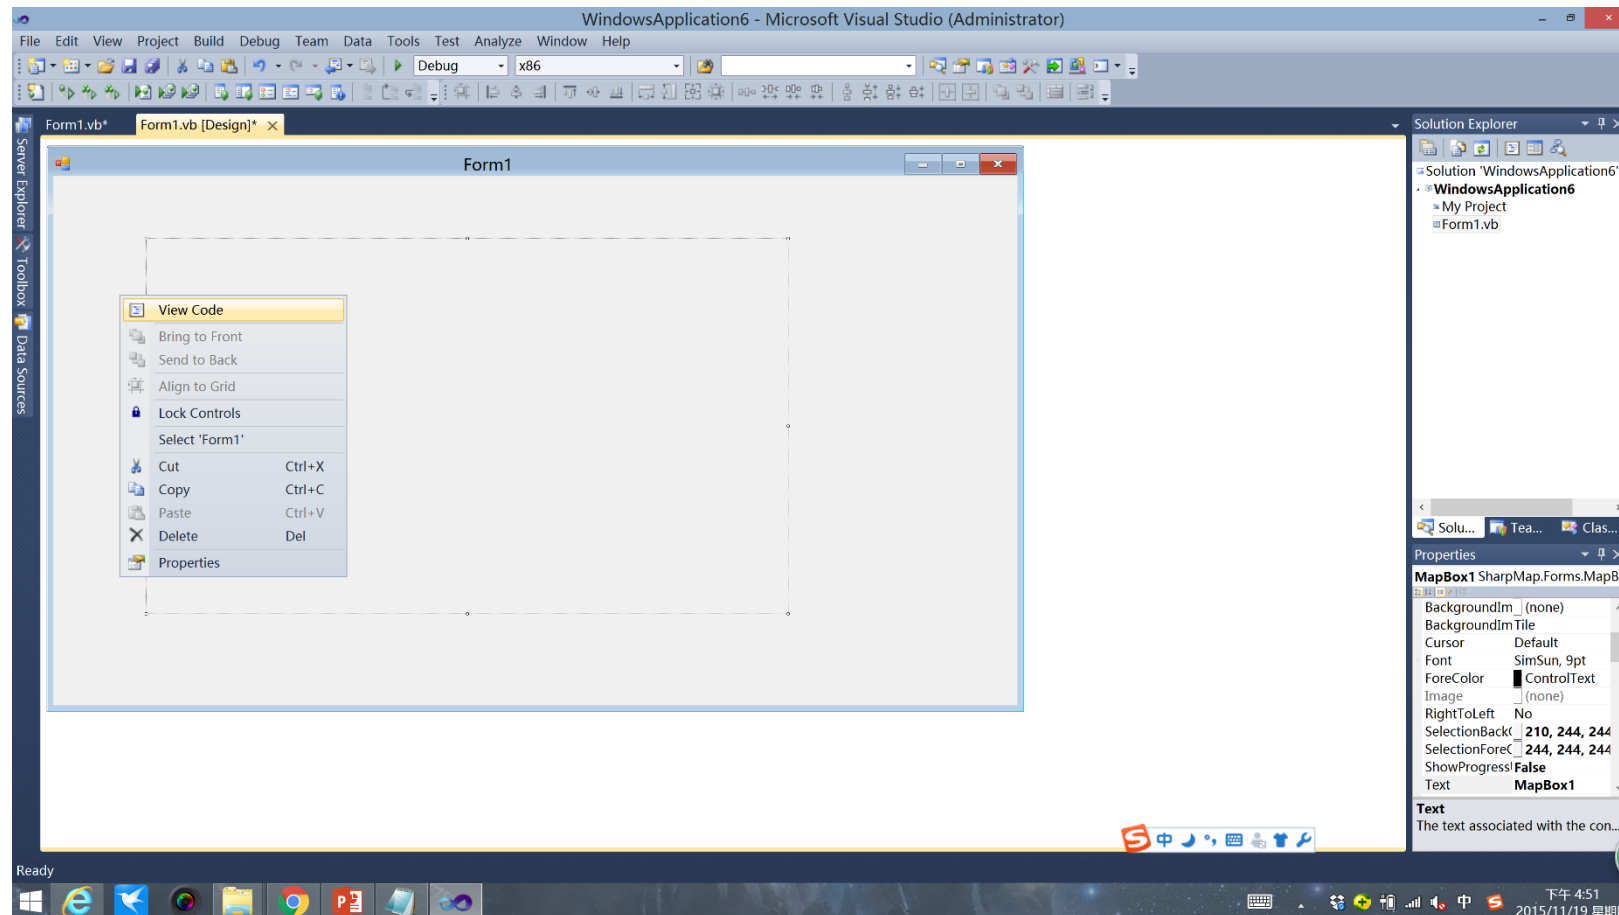 WindowsApplication6 - Microsoft Visual Studio (Administrator)
File Edit View Project Build Debug Team Data Tools Test Analyze Window Help
Debug x86
Form1.vb* Form1.vb [Design]*
Server Explorer
Toolbox
Data Sources
Form1
View Code
Bring to Front
Send to Back
Align to Grid
Lock Controls
Select 'Form1'
Cut Ctrl+X
Copy Ctrl+C
Paste Ctrl+V
Delete Del
Properties
Solution Explorer
Solution 'WindowsApplication6'
WindowsApplication6
My Project
Form1.vb
Solu... Tea... Clas...
Properties
MapBox1 SharpMap.Forms.MapB
BackgroundIm (none)
BackgroundIm Tile
Cursor Default
Font SimSun, 9pt
ForeColor ControlText
Image (none)
RightToLeft No
SelectionBackC 210, 244, 244
SelectionForeC 244, 244, 244
ShowProgress False
Text MapBox1
Text
The text associated with the con...
中
Ready
中
下午 4:51
2015/11/19 星期